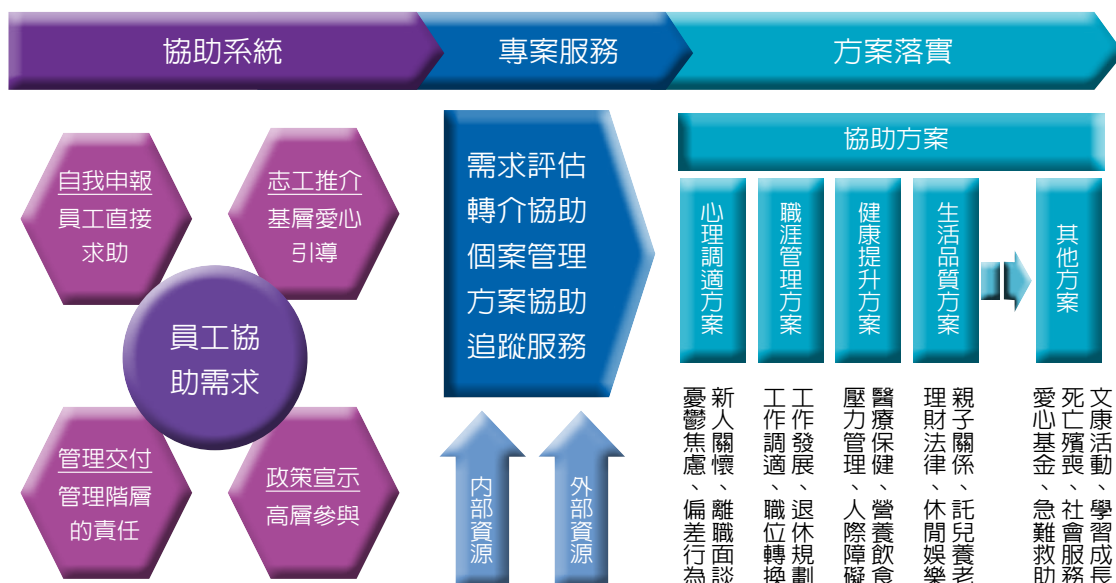 協助系統
專案服務
方案落實
自我申報
員工直接
求助
志工推介
基層愛心
引導
員工協
助需求
管理交付
管理階層
的責任
政策宣示
高層參與
需求評估
轉介協助
個案管理
方案協助
追蹤服務
內部資源
外部資源
協助方案
心理調適方案
新人關懷、離職面談
憂鬱焦慮、偏差行為
職涯管理方案
工作發展、退休規劃
工作調適、職位轉換
健康提升方案
醫療保健、營養飲食
壓力管理、人際障礙
生活品質方案
親子關係、託兒養老
理財法律、休閒娛樂
其他方案
文康活動、學習成長
死亡殯喪、社會服務
愛心基金、急難救助